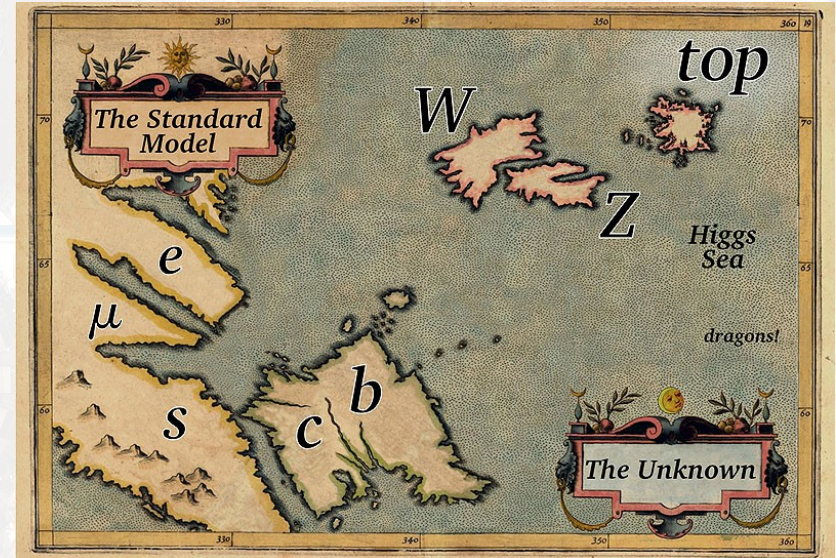 330
340
350
360
19
top
W
70
70
The Standard
Model
Z
Higgs
Sea
e
65
65
μ
dragons!
b
60
60
s
c
The Unknown
330
340
350
360